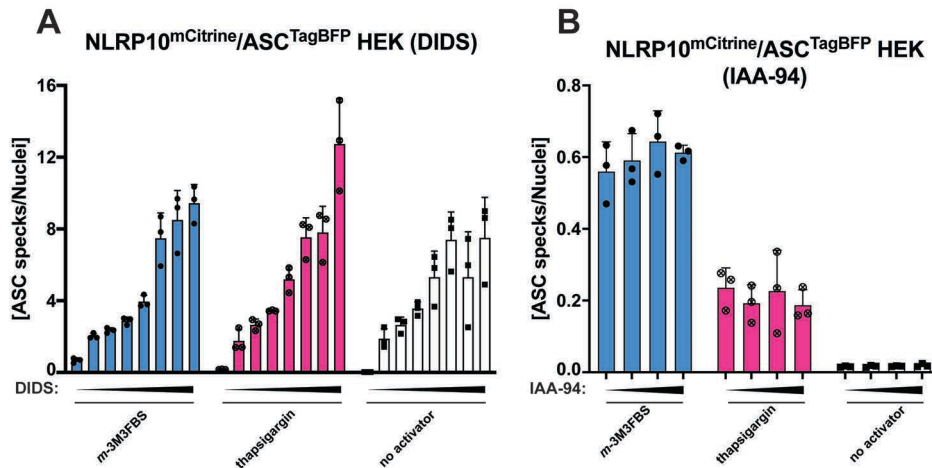 A
NLRP10mCitrine/ASCTagBFP HEK (DIDS)
[ASC specks/Nuclei]
16
12
8
4
0
DIDS:
m-3M3FBS
thapsigargin
no activator
B
NLRP10mCitrine/ASCTagBFP HEK
(IAA-94)
[ASC specks/Nuclei]
0.8
0.6
0.4
0.2
0.0
IAA-94:
m-3M3FBS
thapsigargin
no activator